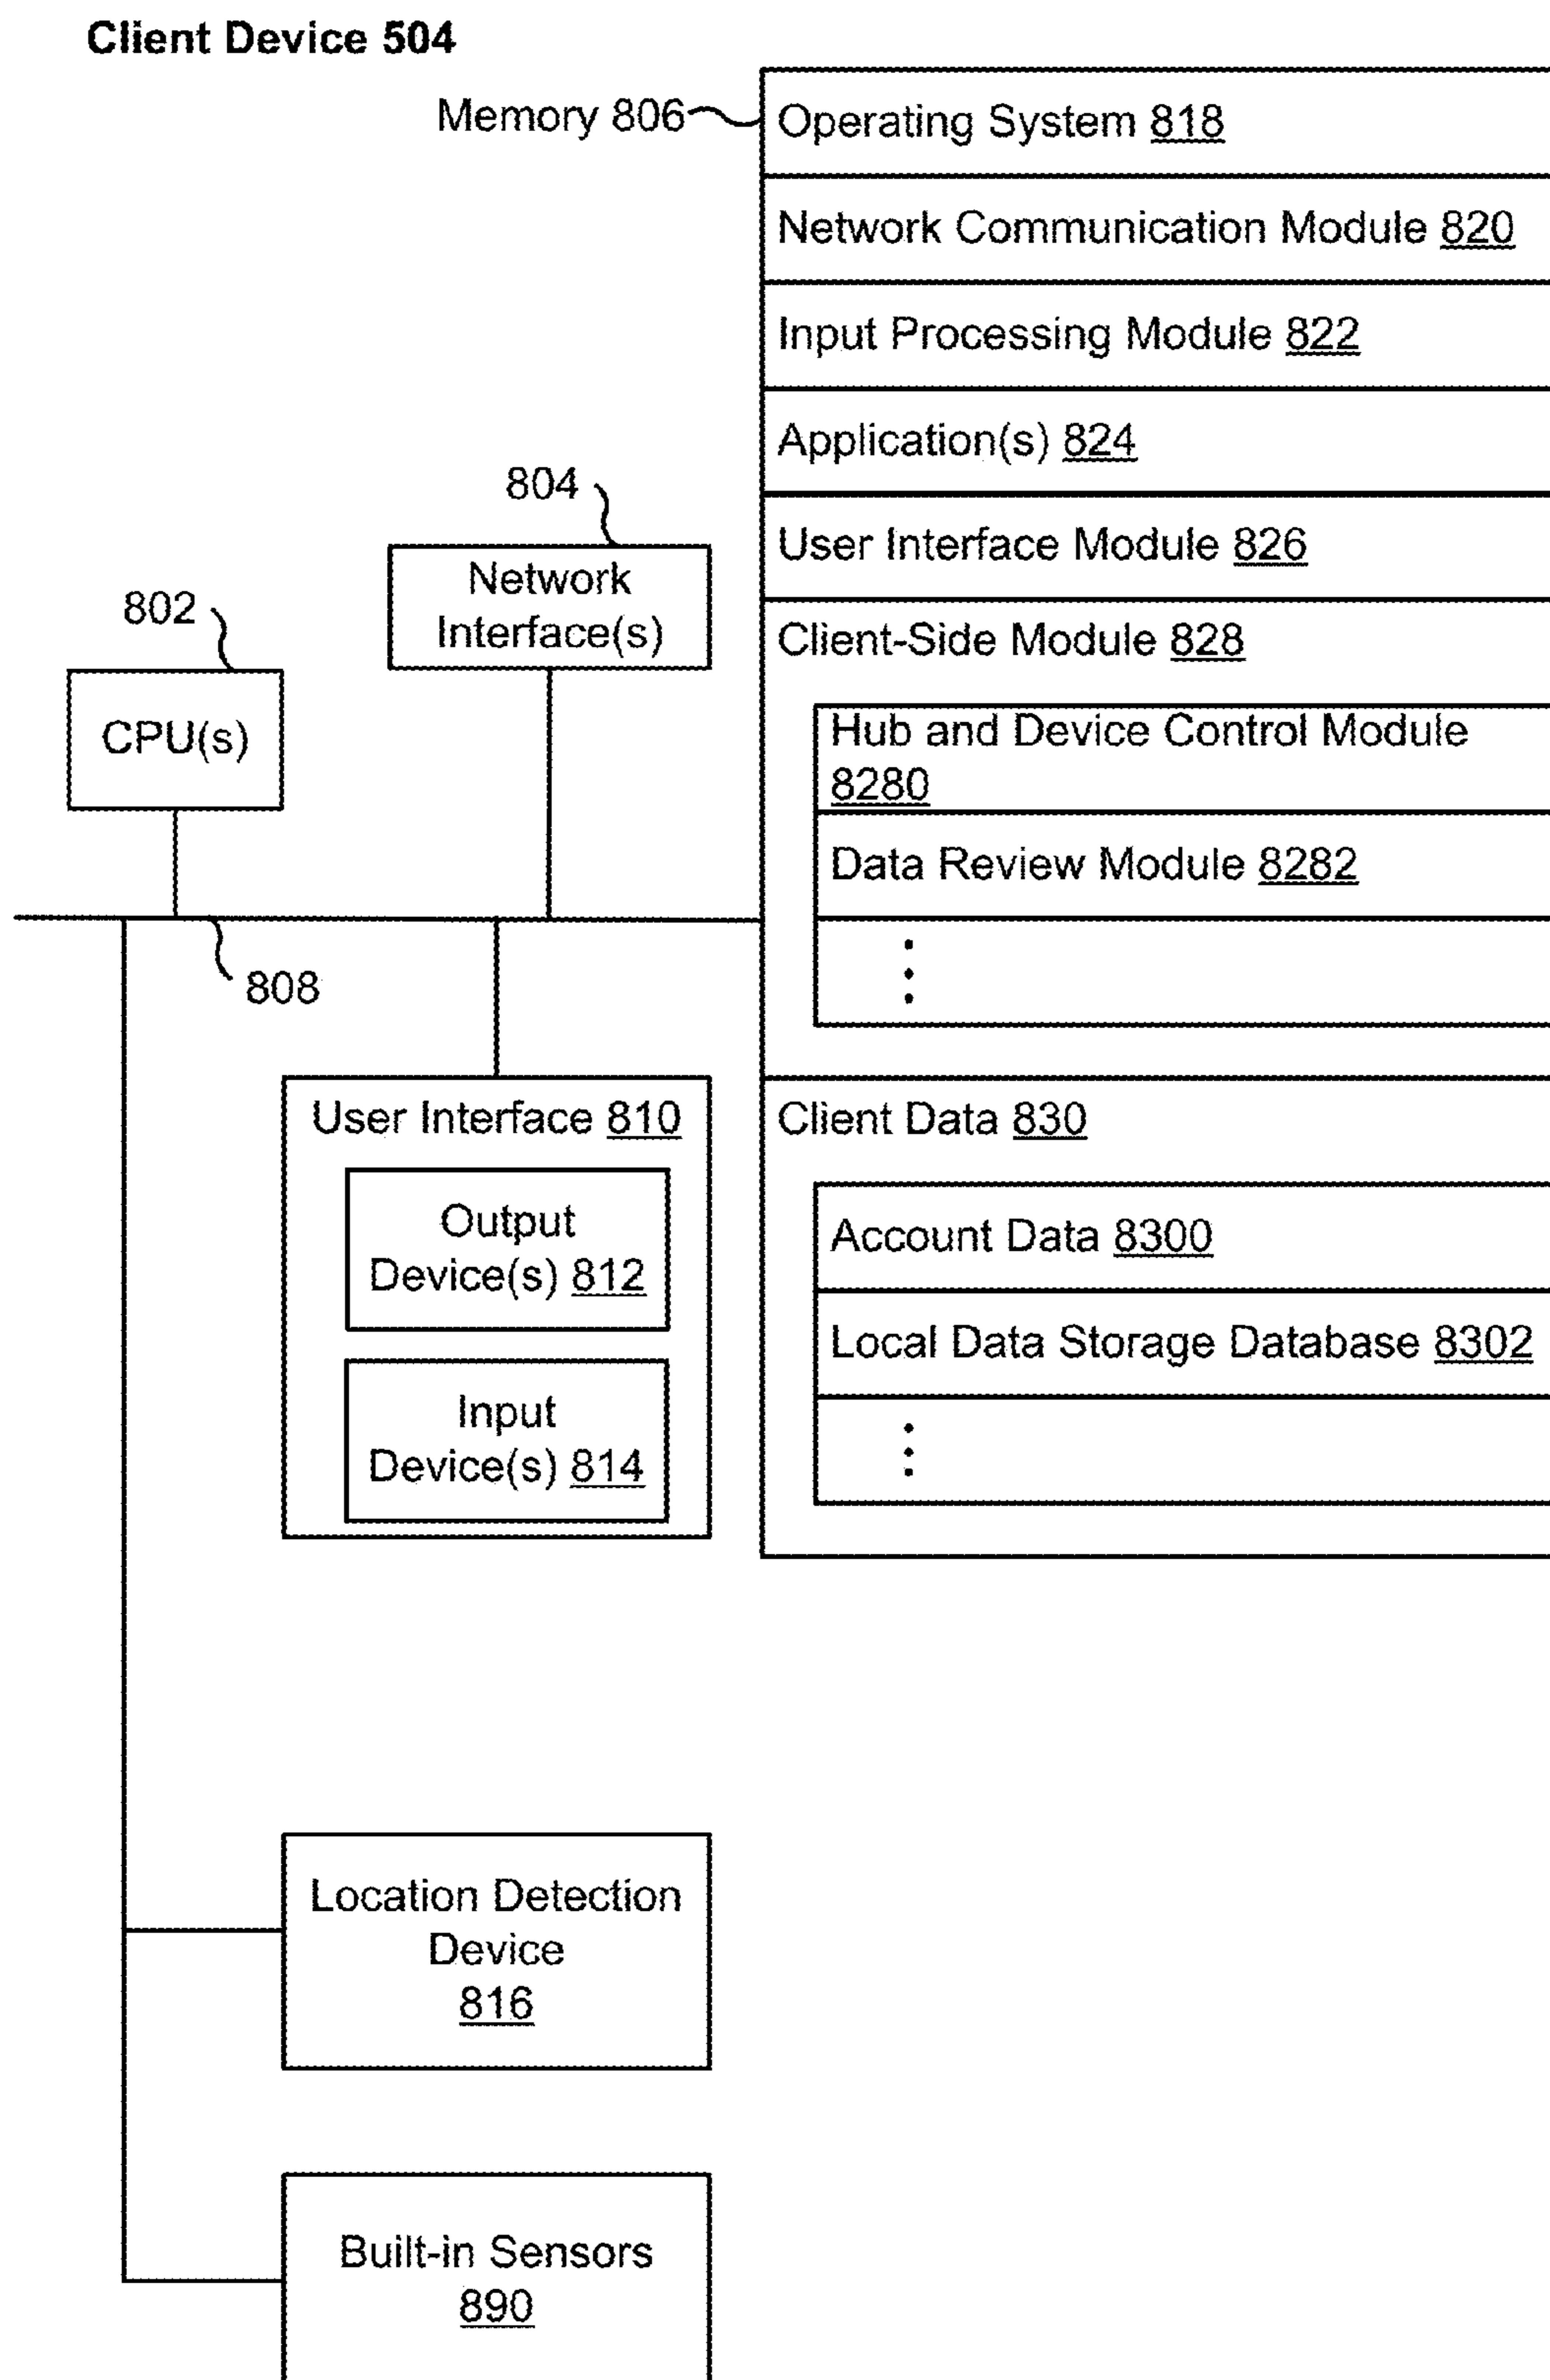 Client Device 504
Memory 806
Operating System 818
Network Communication Module 820
Input Processing Module 822
Application(s) 824
User Interface Module 826
Client-Side Module 828
Hub and Device Control Module
8280
Data Review Module 8282
Client Data 830
Account Data 8300
Local Data Storage Database 8302
804
Network
Interface(s)
802
CPU(s)
808
User Interface 810
Output
Device(s) 812
Input
Device(s) 814
Location Detection
Device
816
Built-in Sensors
890